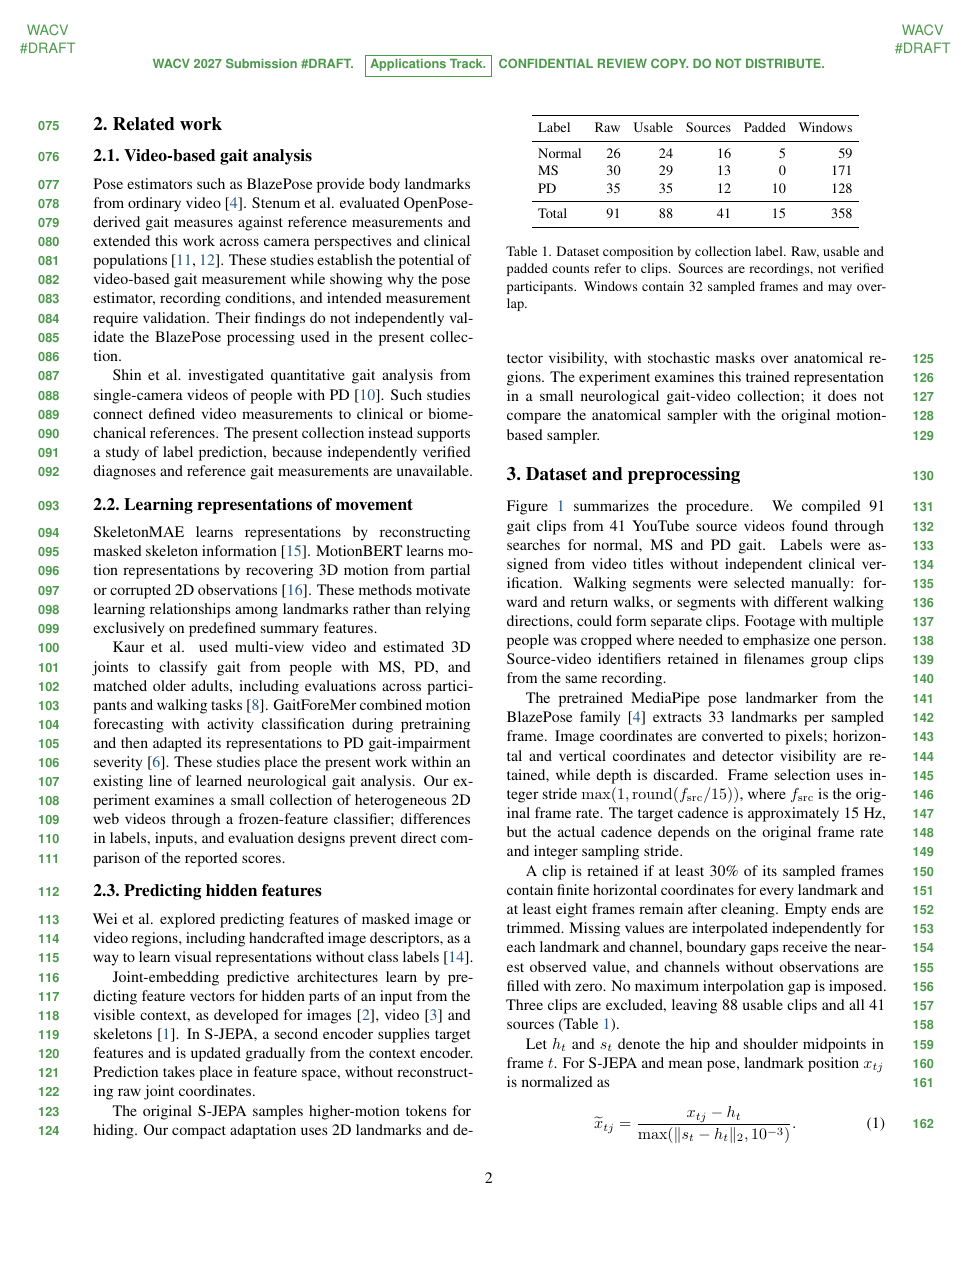 WACV
#DRAFT
WACV
#DRAFT
WACV 2027 Submission #DRAFT. Applications Track. CONFIDENTIAL REVIEW COPY. DO NOT DISTRIBUTE.
075 2. Related work
076 2.1. Video-based gait analysis
077 Pose estimators such as BlazePose provide body landmarks
078 from ordinary video [4]. Stenum et al. evaluated OpenPose-
079 derived gait measures against reference measurements and
080 extended this work across camera perspectives and clinical
081 populations [11, 12]. These studies establish the potential of
082 video-based gait measurement while showing why the pose
083 estimator, recording conditions, and intended measurement
084 require validation. Their findings do not independently val-
085 idate the BlazePose processing used in the present collec-
086 tion.
087 Shin et al. investigated quantitative gait analysis from
088 single-camera videos of people with PD [10]. Such studies
089 connect defined video measurements to clinical or biome-
090 chanical references. The present collection instead supports
091 a study of label prediction, because independently verified
092 diagnoses and reference gait measurements are unavailable.
093 2.2. Learning representations of movement
094 SkeletonMAE learns representations by reconstructing
095 masked skeleton information [15]. MotionBERT learns mo-
096 tion representations by recovering 3D motion from partial
097 or corrupted 2D observations [16]. These methods motivate
098 learning relationships among landmarks rather than relying
099 exclusively on predefined summary features.
100 Kaur et al. used multi-view video and estimated 3D
101 joints to classify gait from people with MS, PD, and
102 matched older adults, including evaluations across partici-
103 pants and walking tasks [8]. GaitForeMer combined motion
104 forecasting with activity classification during pretraining
105 and then adapted its representations to PD gait-impairment
106 severity [6]. These studies place the present work within an
107 existing line of learned neurological gait analysis. Our ex-
108 periment examines a small collection of heterogeneous 2D
109 web videos through a frozen-feature classifier; differences
110 in labels, inputs, and evaluation designs prevent direct com-
111 parison of the reported scores.
112 2.3. Predicting hidden features
113 Wei et al. explored predicting features of masked image or
114 video regions, including handcrafted image descriptors, as a
115 way to learn visual representations without class labels [14].
116 Joint-embedding predictive architectures learn by pre-
117 dicting feature vectors for hidden parts of an input from the
118 visible context, as developed for images [2], video [3] and
119 skeletons [1]. In S-JEPA, a second encoder supplies target
120 features and is updated gradually from the context encoder.
121 Prediction takes place in feature space, without reconstruct-
122 ing raw joint coordinates.
123 The original S-JEPA samples higher-motion tokens for
124 hiding. Our compact adaptation uses 2D landmarks and de-
Label Raw Usable Sources Padded Windows
Normal 26 24 16 5 59
MS 30 29 13 0 171
PD 35 35 12 10 128
Total 91 88 41 15 358
Table 1. Dataset composition by collection label. Raw, usable and
padded counts refer to clips. Sources are recordings, not verified
participants. Windows contain 32 sampled frames and may over-
lap.
tector visibility, with stochastic masks over anatomical re- 125
gions. The experiment examines this trained representation 126
in a small neurological gait-video collection; it does not 127
compare the anatomical sampler with the original motion- 128
based sampler. 129
3. Dataset and preprocessing 130
Figure 1 summarizes the procedure. We compiled 91 131
gait clips from 41 YouTube source videos found through 132
searches for normal, MS and PD gait. Labels were as- 133
signed from video titles without independent clinical ver- 134
ification. Walking segments were selected manually: for- 135
ward and return walks, or segments with different walking 136
directions, could form separate clips. Footage with multiple 137
people was cropped where needed to emphasize one person. 138
Source-video identifiers retained in filenames group clips 139
from the same recording. 140
The pretrained MediaPipe pose landmarker from the 141
BlazePose family [4] extracts 33 landmarks per sampled 142
frame. Image coordinates are converted to pixels; horizon- 143
tal and vertical coordinates and detector visibility are re- 144
tained, while depth is discarded. Frame selection uses in- 145
teger stride max(1, round(f_src/15)), where f_src is the orig- 146
inal frame rate. The target cadence is approximately 15 Hz, 147
but the actual cadence depends on the original frame rate 148
and integer sampling stride. 149
A clip is retained if at least 30% of its sampled frames 150
contain finite horizontal coordinates for every landmark and 151
at least eight frames remain after cleaning. Empty ends are 152
trimmed. Missing values are interpolated independently for 153
each landmark and channel, boundary gaps receive the near- 154
est observed value, and channels without observations are 155
filled with zero. No maximum interpolation gap is imposed. 156
Three clips are excluded, leaving 88 usable clips and all 41 157
sources (Table 1). 158
Let h_t and s_t denote the hip and shoulder midpoints in 159
frame t. For S-JEPA and mean pose, landmark position x_tj 160
is normalized as 161
x̃_tj = (x_tj − h_t) / max(‖s_t − h_t‖_2, 10^−3). (1) 162
2